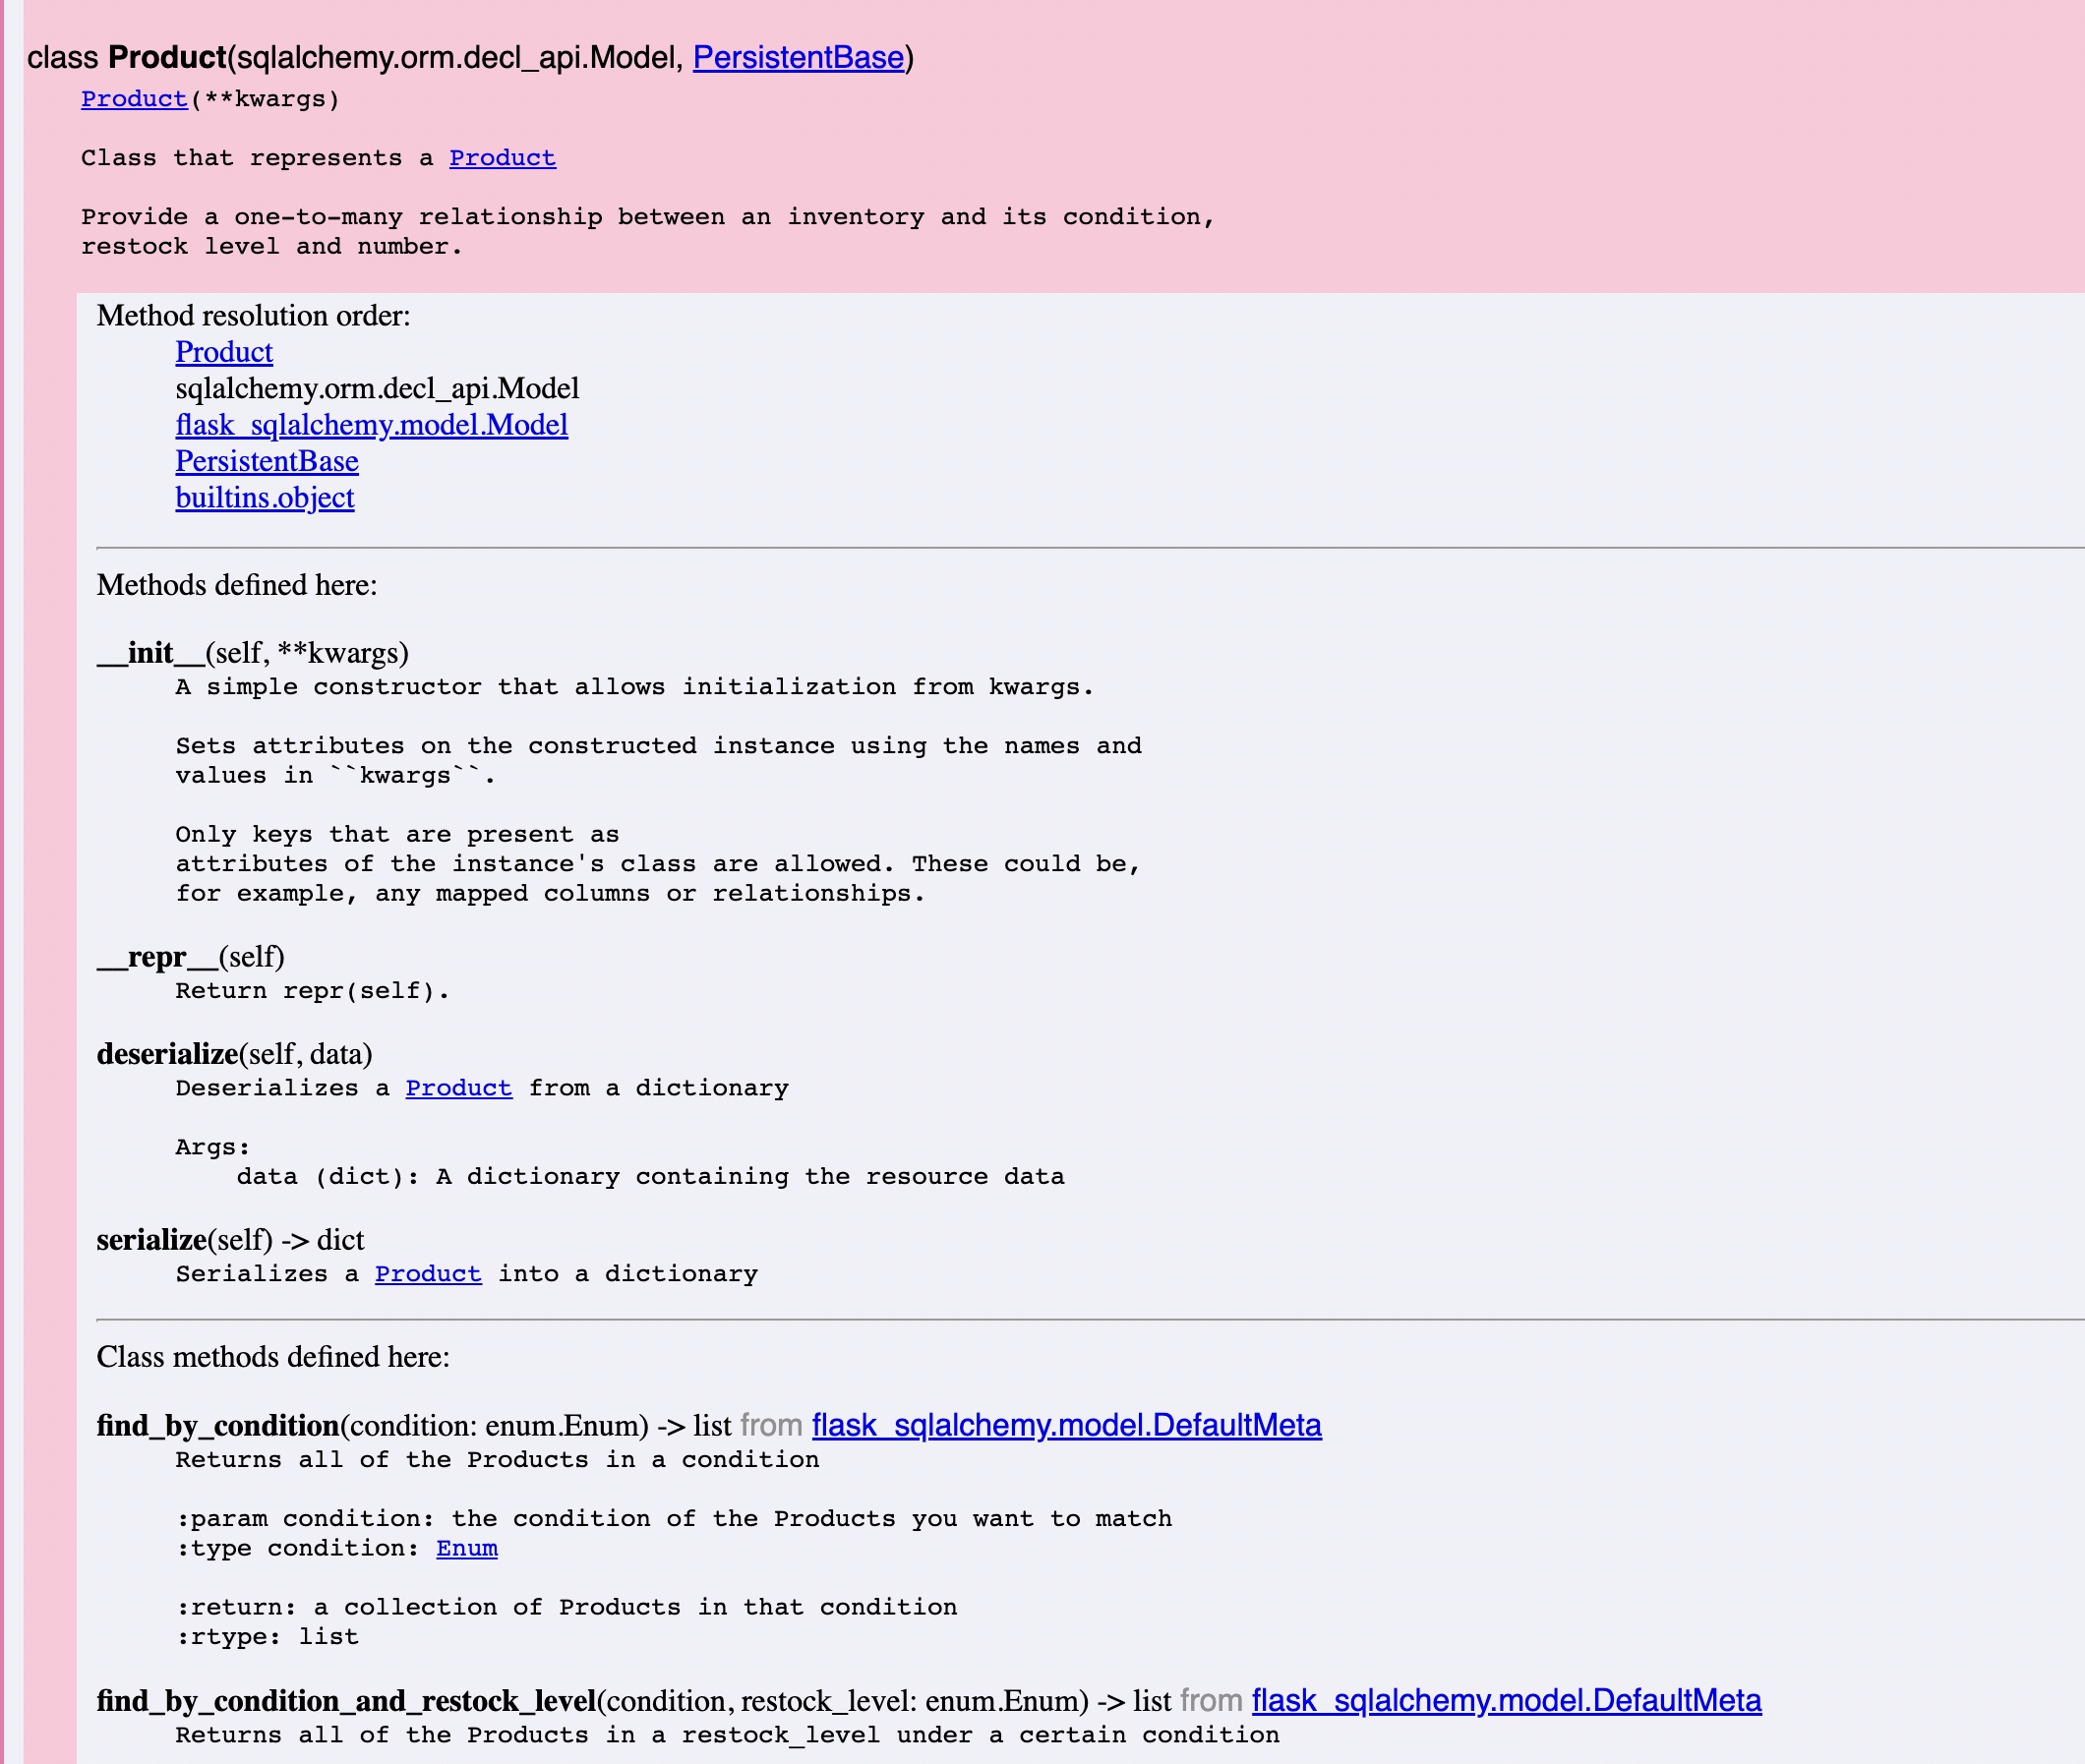 class Product(sqlalchemy.orm.decl_api.Model, PersistentBase)
Product(**kwargs)
Class that represents a Product
Provide a one-to-many relationship between an inventory and its condition,
restock level and number.
Method resolution order:
Product
sqlalchemy.orm.decl_api.Model
flask_sqlalchemy.model.Model
PersistentBase
builtins.object
Methods defined here:
__init__(self, **kwargs)
A simple constructor that allows initialization from kwargs.
Sets attributes on the constructed instance using the names and
values in ``kwargs``.
Only keys that are present as
attributes of the instance's class are allowed. These could be,
for example, any mapped columns or relationships.
__repr__(self)
Return repr(self).
deserialize(self, data)
Deserializes a Product from a dictionary
Args:
data (dict): A dictionary containing the resource data
serialize(self) -> dict
Serializes a Product into a dictionary
Class methods defined here:
find_by_condition(condition: enum.Enum) -> list from flask_sqlalchemy.model.DefaultMeta
Returns all of the Products in a condition
:param condition: the condition of the Products you want to match
:type condition: Enum
:return: a collection of Products in that condition
:rtype: list
find_by_condition_and_restock_level(condition, restock_level: enum.Enum) -> list from flask_sqlalchemy.model.DefaultMeta
Returns all of the Products in a restock_level under a certain condition